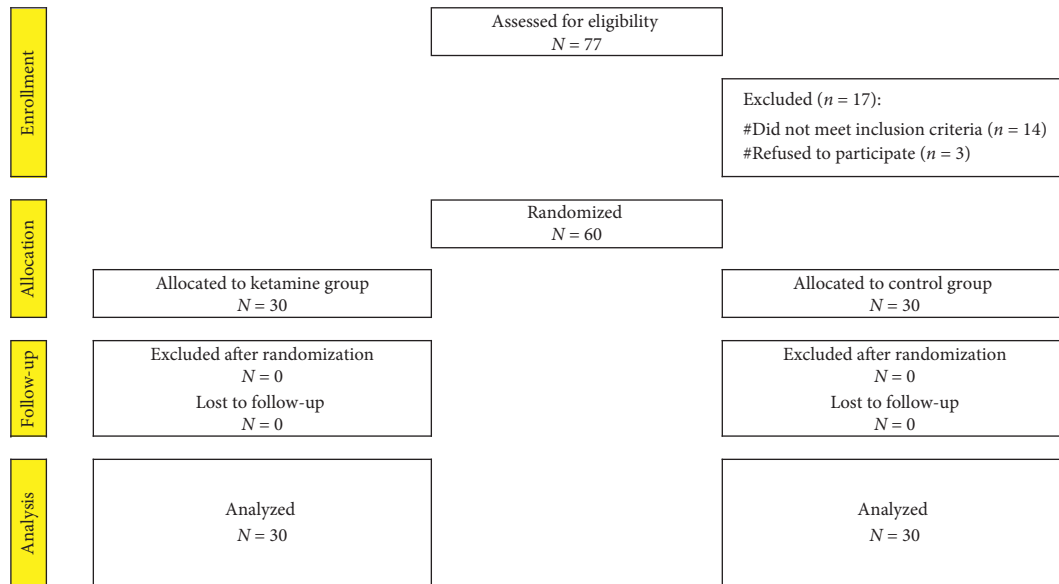 Enrollment
Assessed for eligibility
N = 77
Excluded (n = 17):
#Did not meet inclusion criteria (n = 14)
#Refused to participate (n = 3)
Allocation
Randomized
N = 60
Allocated to ketamine group
N = 30
Allocated to control group
N = 30
Follow-up
Excluded after randomization
N = 0
Lost to follow-up
N = 0
Excluded after randomization
N = 0
Lost to follow-up
N = 0
Analysis
Analyzed
N = 30
Analyzed
N = 30